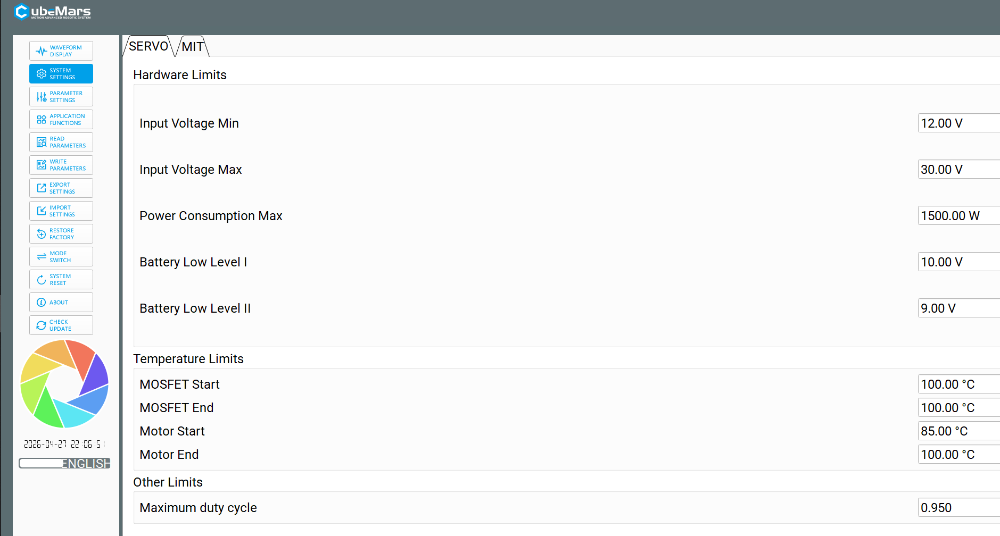 CubeMars
MOTION ADVANCED ROBOTIC SYSTEM
WAVEFORM
DISPLAY
SYSTEM
SETTINGS
PARAMETER
SETTINGS
APPLICATION
FUNCTIONS
READ
PARAMETERS
WRITE
PARAMETERS
EXPORT
SETTINGS
IMPORT
SETTINGS
RESTORE
FACTORY
MODE
SWITCH
SYSTEM
RESET
ABOUT
CHECK
UPDATE
2026-04-27 22:06:51
ENGLISH
SERVO MIT
Hardware Limits
Input Voltage Min 12.00 V
Input Voltage Max 30.00 V
Power Consumption Max 1500.00 W
Battery Low Level I 10.00 V
Battery Low Level II 9.00 V
Temperature Limits
MOSFET Start 100.00 °C
MOSFET End 100.00 °C
Motor Start 85.00 °C
Motor End 100.00 °C
Other Limits
Maximum duty cycle 0.950